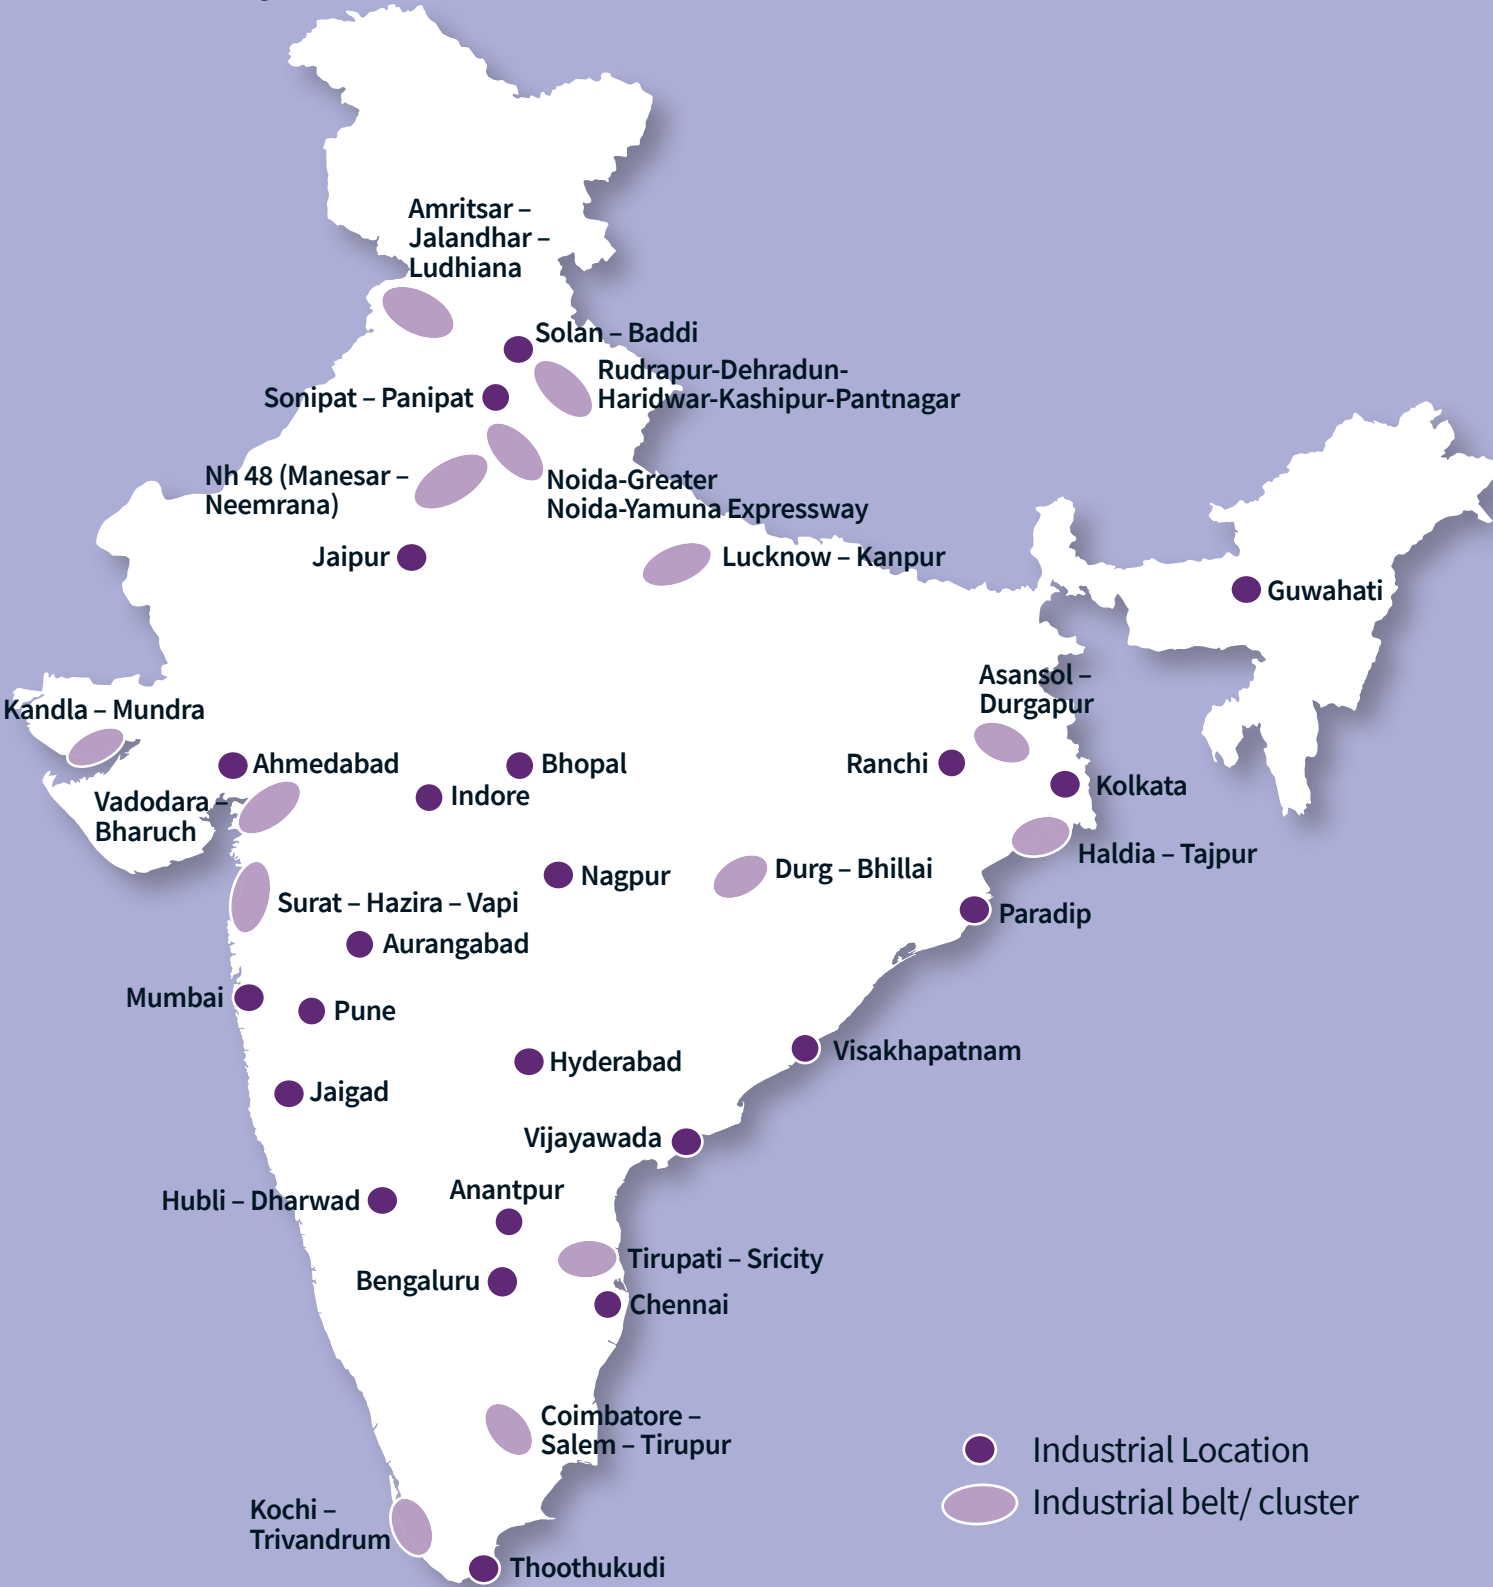 Amritsar –
Jalandhar –
Ludhiana
Solan – Baddi
Rudrapur-Dehradun-
Haridwar-Kashipur-Pantnagar
Sonipat – Panipat
Nh 48 (Manesar –
Neemrana)
Noida-Greater
Noida-Yamuna Expressway
Jaipur
Lucknow – Kanpur
Guwahati
Asansol –
Durgapur
Kandla – Mundra
Ahmedabad
Bhopal
Ranchi
Indore
Kolkata
Vadodara –
Bharuch
Haldia – Tajpur
Nagpur
Durg – Bhillai
Surat – Hazira – Vapi
Paradip
Aurangabad
Mumbai
Pune
Visakhapatnam
Hyderabad
Jaigad
Vijayawada
Anantpur
Hubli – Dharwad
Tirupati – Sricity
Bengaluru
Chennai
Coimbatore –
Salem – Tirupur
Industrial Location
Industrial belt/ cluster
Kochi –
Trivandrum
Thoothukudi